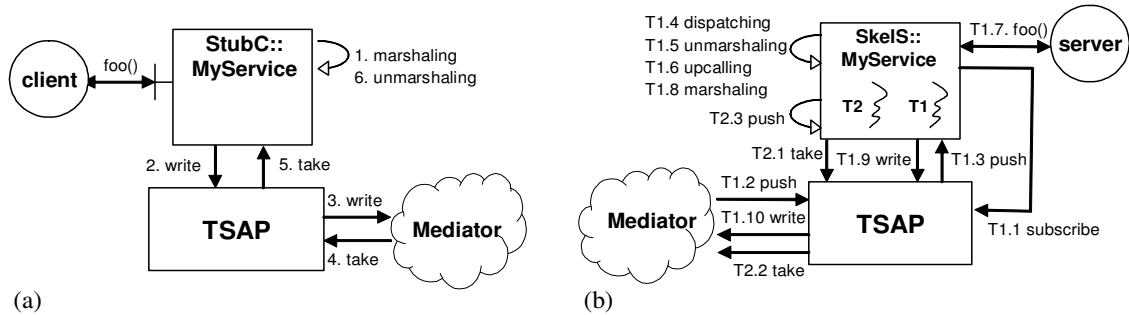 StubC::
MyService
client
foo()
1. marshaling
6. unmarshaling
2. write
5. take
TSAP
3. write
4. take
Mediator
(a)
T1.4 dispatching
T1.5 unmarshaling
T1.6 upcalling
T1.8 marshaling
T2.3 push
SkelS::
MyService
T2
T1
T1.7. foo()
server
T2.1 take
T1.9 write
T1.3 push
T1.2 push
Mediator
T1.10 write
T2.2 take
TSAP
T1.1 subscribe
(b)